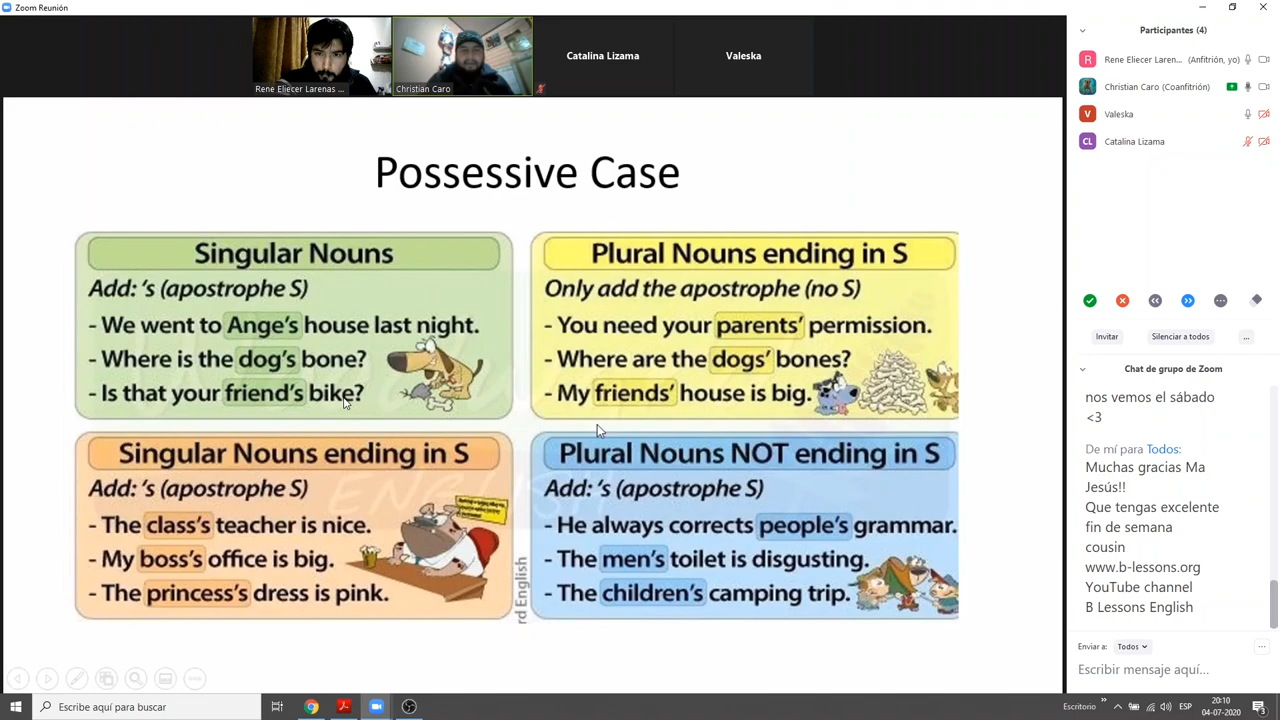 Zoom Reunión
Rene Eliecer Larenas ...
Christian Caro
Catalina Lizama
Valeska
Possessive Case
Singular Nouns
Add: 's (apostrophe S)
- We went to Ange's house last night.
- Where is the dog's bone?
- Is that your friend's bike?
Plural Nouns ending in S
Only add the apostrophe (no S)
- You need your parents' permission.
- Where are the dogs' bones?
- My friends' house is big.
Singular Nouns ending in S
Add: 's (apostrophe S)
- The class's teacher is nice.
- My boss's office is big.
- The princess's dress is pink.
rd English
Plural Nouns NOT ending in S
Add: 's (apostrophe S)
- He always corrects people's grammar.
- The men's toilet is disgusting.
- The children's camping trip.
ENGLISH
Participantes (4)
R Rene Eliecer Laren... (Anfitrión, yo)
Christian Caro (Coanfitrión)
V Valeska
CL Catalina Lizama
Invitar
Silenciar a todos
...
Chat de grupo de Zoom
nos vemos el sábado
<3
De mí para Todos:
Muchas gracias Ma
Jesús!!
Que tengas excelente
fin de semana
cousin
www.b-lessons.org
YouTube channel
B Lessons English
Enviar a: Todos
Escribir mensaje aquí...
Escribe aquí para buscar
Escritorio
ESP
20:10
04-07-2020
3